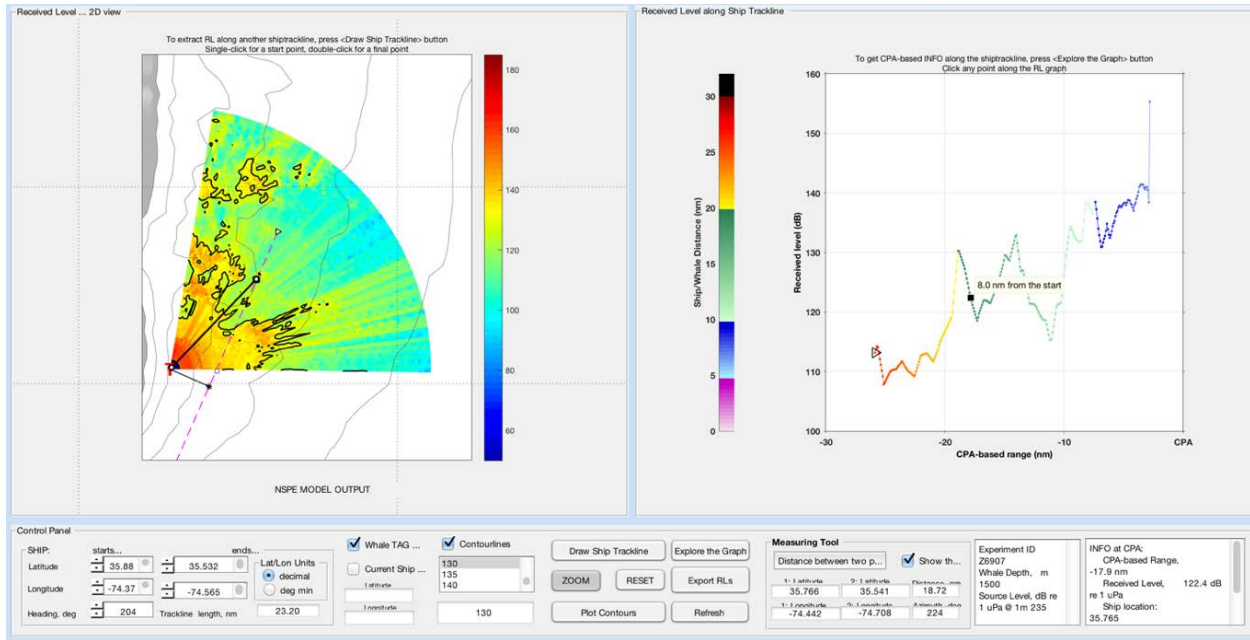 Received Level ... 2D view
To extract RL along another shiptrackline, press <Draw Ship Trackline> button
Single-click for a start point, double-click for a final point
180
160
140
120
100
80
60
NSPE MODEL OUTPUT
Received Level along Ship Trackline
To get CPA-based INFO along the shiptrackline, press <Explore the Graph> button
Click any point along the RL graph
30
25
20
15
10
5
0
Ship/Whale Distance (nm)
160
150
140
130
120
110
100
Received level (dB)
8.0 nm from the start
-30
-20
-10
CPA
CPA-based range (nm)
Control Panel
SHIP:
starts...
ends...
Latitude
35.88
35.532
Longitude
-74.37
-74.565
Heading, deg
204
Trackline length, nm
23.20
Lat/Lon Units
decimal
deg min
Whale TAG ...
Current Ship ...
Latitude
Longitude
Contourlines
130
135
140
130
Draw Ship Trackline
Explore the Graph
ZOOM
RESET
Export RLs
Plot Contours
Refresh
Measuring Tool
Distance between two p...
Show th...
1: Latitude
2: Latitude
Distance, nm
35.766
35.541
18.72
1: Longitude
2: Longitude
Azimuth, deg
-74.442
-74.708
224
Experiment ID
Z6907
Whale Depth, m
1500
Source Level, dB re
1 uPa @ 1m 235
INFO at CPA:
CPA-based Range,
-17.9 nm
Received Level, 122.4 dB
re 1 uPa
Ship location:
35.765